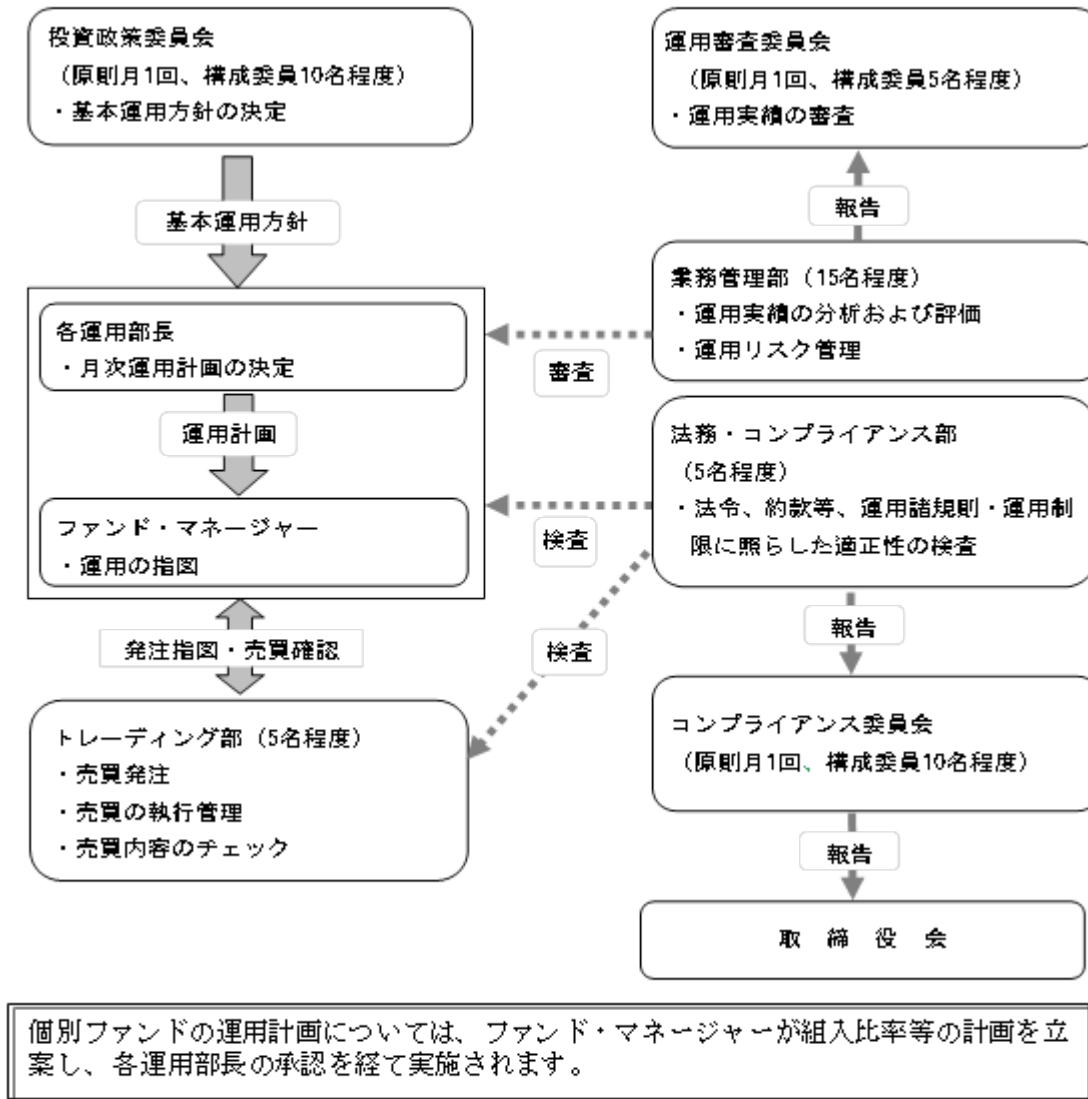 投資政策委員会
（原則月1回、構成委員10名程度）
・基本運用方針の決定
基本運用方針
各運用部長
・月次運用計画の決定
運用計画
ファンド・マネージャー
・運用の指図
発注指図・売買確認
トレーディング部（5名程度）
・売買発注
・売買の執行管理
・売買内容のチェック
運用審査委員会
（原則月1回、構成委員5名程度）
・運用実績の審査
報告
業務管理部（15名程度）
・運用実績の分析および評価
・運用リスク管理
審査
法務・コンプライアンス部
（5名程度）
・法令、約款等、運用諸規則・運用制
限に照らした適正性の検査
検査
検査
報告
コンプライアンス委員会
（原則月1回、構成委員10名程度）
報告
取 締 役 会
個別ファンドの運用計画については、ファンド・マネージャーが組入比率等の計画を立
案し、各運用部長の承認を経て実施されます。